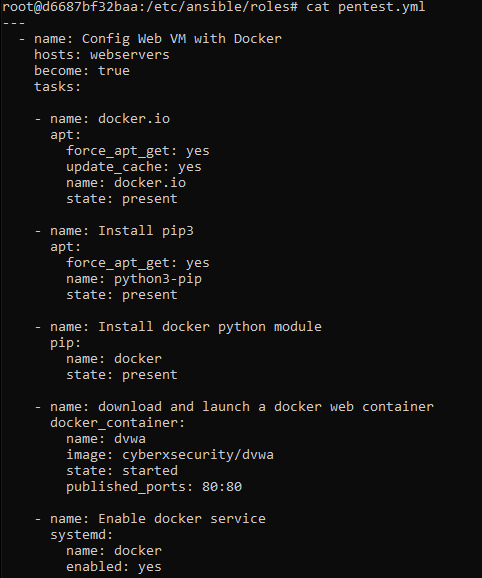 root@d6687bf32baa:/etc/ansible/roles# cat pentest.yml
---
  - name: Config Web VM with Docker
    hosts: webservers
    become: true
    tasks:

    - name: docker.io
      apt:
        force_apt_get: yes
        update_cache: yes
        name: docker.io
        state: present

    - name: Install pip3
      apt:
        force_apt_get: yes
        name: python3-pip
        state: present

    - name: Install docker python module
      pip:
        name: docker
        state: present

    - name: download and launch a docker web container
      docker_container:
        name: dvwa
        image: cyberxsecurity/dvwa
        state: started
        published_ports: 80:80

    - name: Enable docker service
      systemd:
        name: docker
        enabled: yes